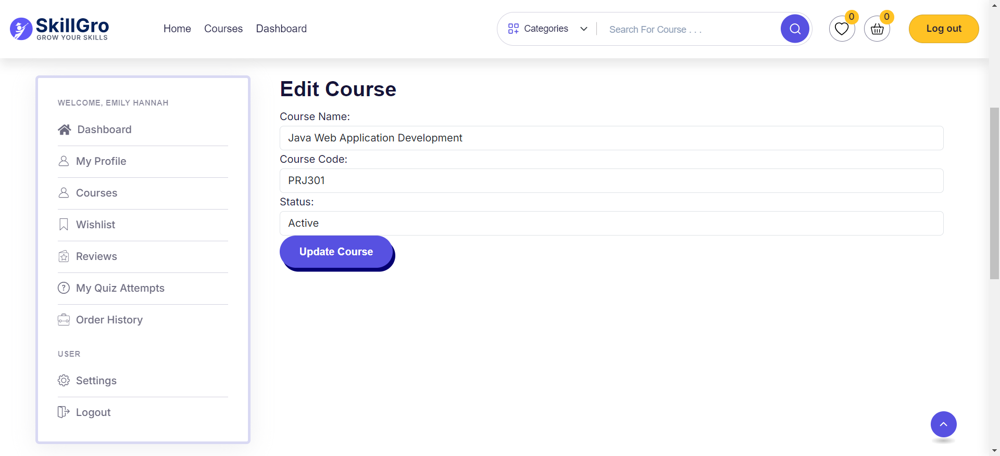 SkillGro
GROW YOUR SKILLS
Home
Courses
Dashboard
Categories
Search For Course . . .
0
0
Log out
WELCOME, EMILY HANNAH
Dashboard
My Profile
Courses
Wishlist
Reviews
My Quiz Attempts
Order History
USER
Settings
Logout
Edit Course
Course Name:
Java Web Application Development
Course Code:
PRJ301
Status:
Active
Update Course